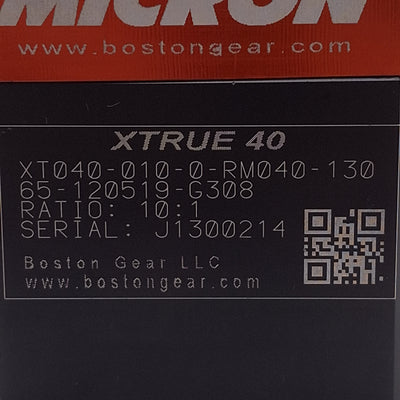 MICRON
www.bostongear.com
XTRUE 40
XT040-010-0-RM040-130
65-120519-G308
RATIO: 10:1
SERIAL: J1300214
Boston Gear LLC
www.bostongear.com